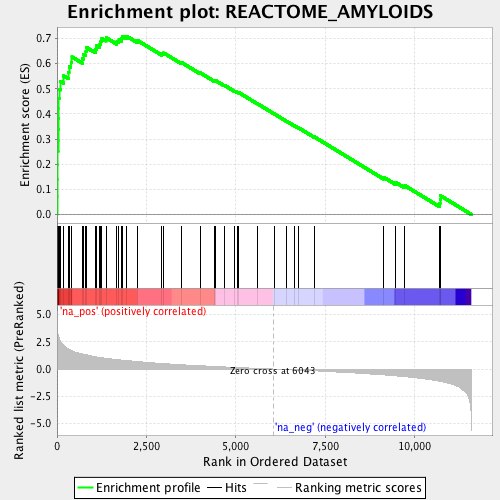 Enrichment plot: REACTOME_AMYLOIDS
Enrichment score (ES)
0.7
0.6
0.5
0.4
0.3
0.2
0.1
0.0
Ranked list metric (PreRanked)
5.0
2.5
0.0
-2.5
-5.0
'na_pos' (positively correlated)
Zero cross at 6043
'na_neg' (negatively correlated)
0 2,500 5,000 7,500 10,000
Rank in Ordered Dataset
Enrichment profile Hits Ranking metric scores